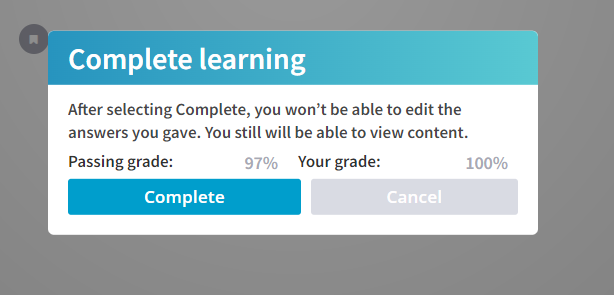 Complete learning
After selecting Complete, you won’t be able to edit the
answers you gave. You still will be able to view content.
Passing grade: 97% Your grade: 100%
Complete Cancel